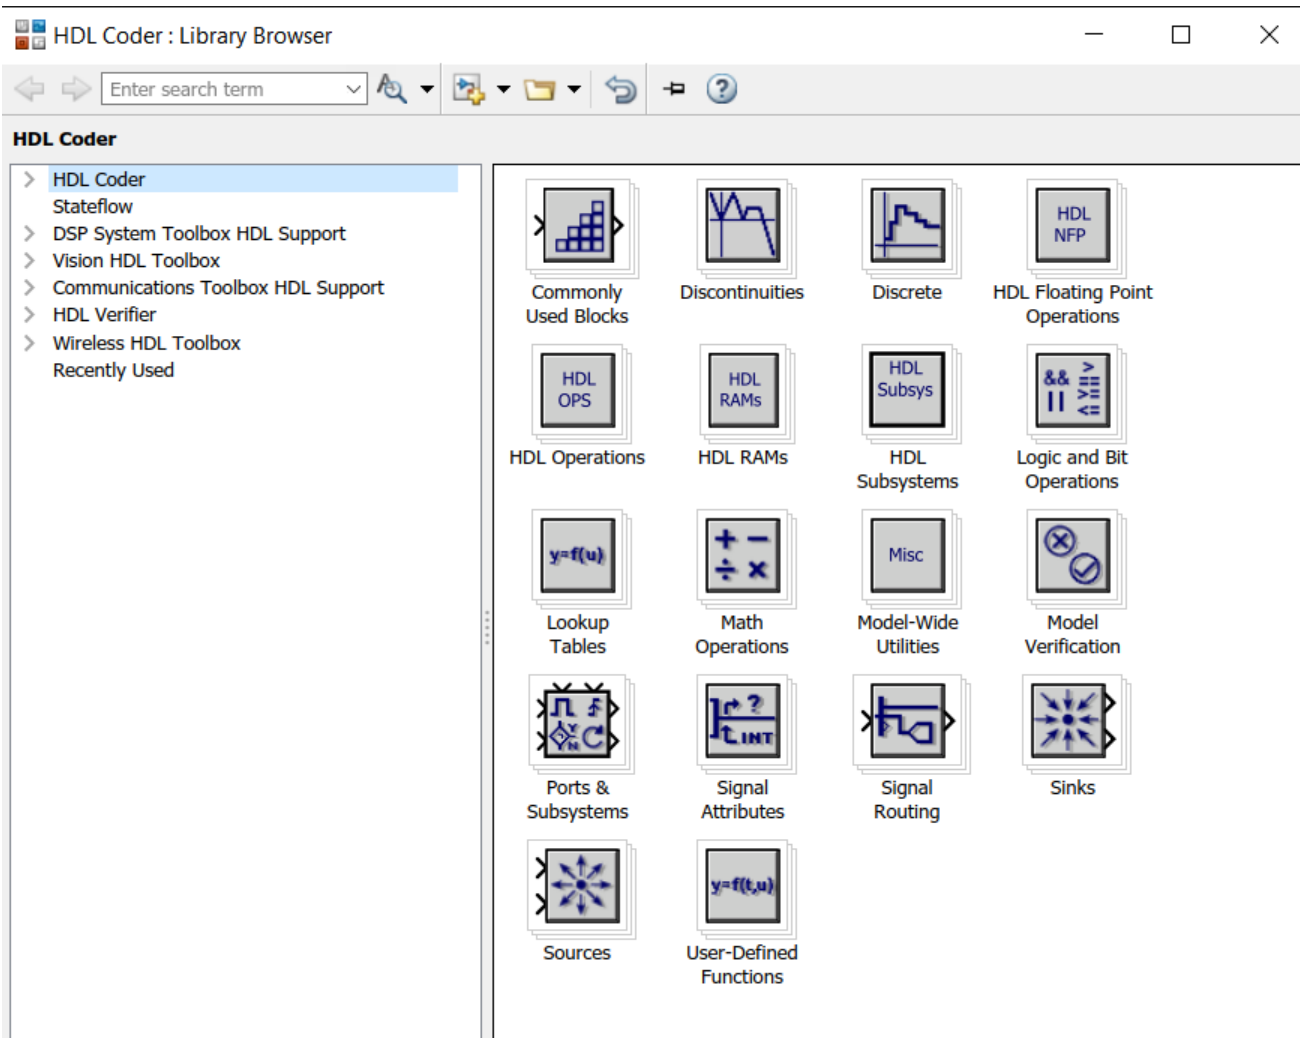 HDL Coder : Library Browser
Enter search term
HDL Coder
HDL Coder
Stateflow
DSP System Toolbox HDL Support
Vision HDL Toolbox
Communications Toolbox HDL Support
HDL Verifier
Wireless HDL Toolbox
Recently Used
Commonly
Used Blocks
Discontinuities
Discrete
HDL
NFP
HDL Floating Point
Operations
HDL
OPS
HDL Operations
HDL
RAMs
HDL RAMs
HDL
Subsys
HDL
Subsystems
&& >
==
|| >=
<=
Logic and Bit
Operations
y=f(u)
Lookup
Tables
+ −
÷ ×
Math
Operations
Misc
Model-Wide
Utilities
Model
Verification
Y
N
Ports &
Subsystems
?
INT
Signal
Attributes
Signal
Routing
Sinks
Sources
y=f(t,u)
User-Defined
Functions